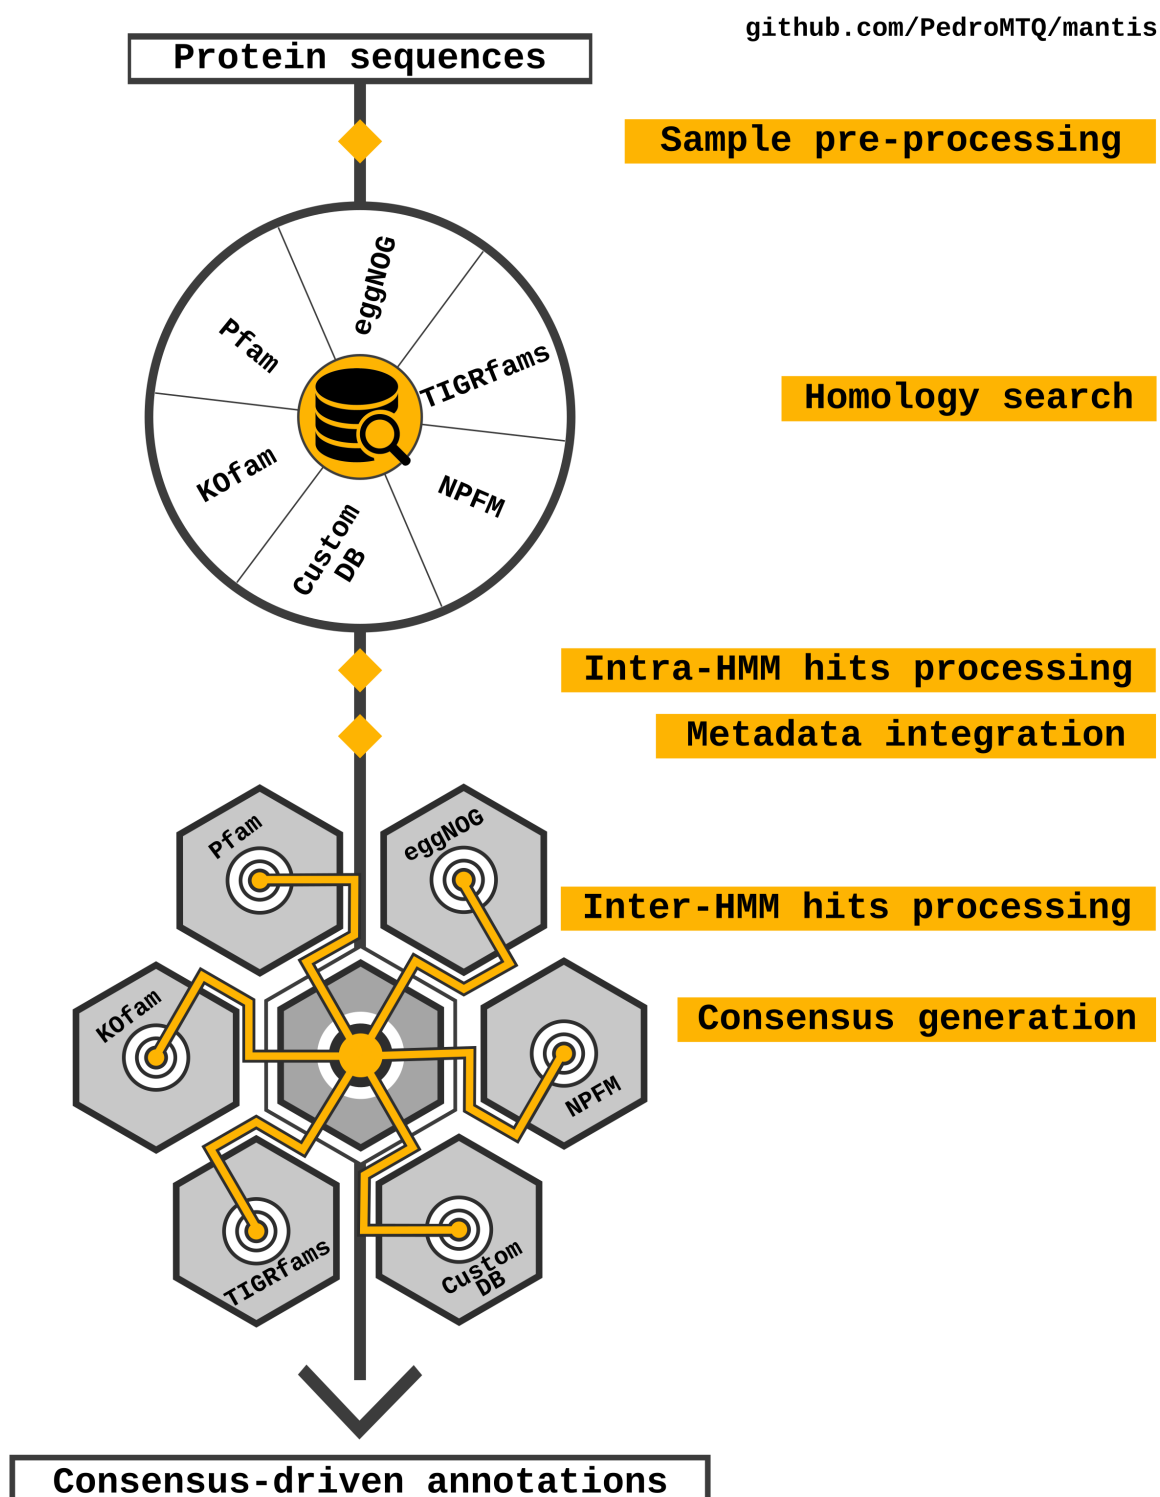 github.com/PedroMTQ/mantis
Protein sequences
Sample pre-processing
eggNOG
Pfam
TIGRfams
Homology search
KOfam
NPFM
Custom
DB
Intra-HMM hits processing
Metadata integration
Pfam
eggNOG
Inter-HMM hits processing
KOfam
Consensus generation
NPFM
TIGRfams
Custom
DB
Consensus-driven annotations